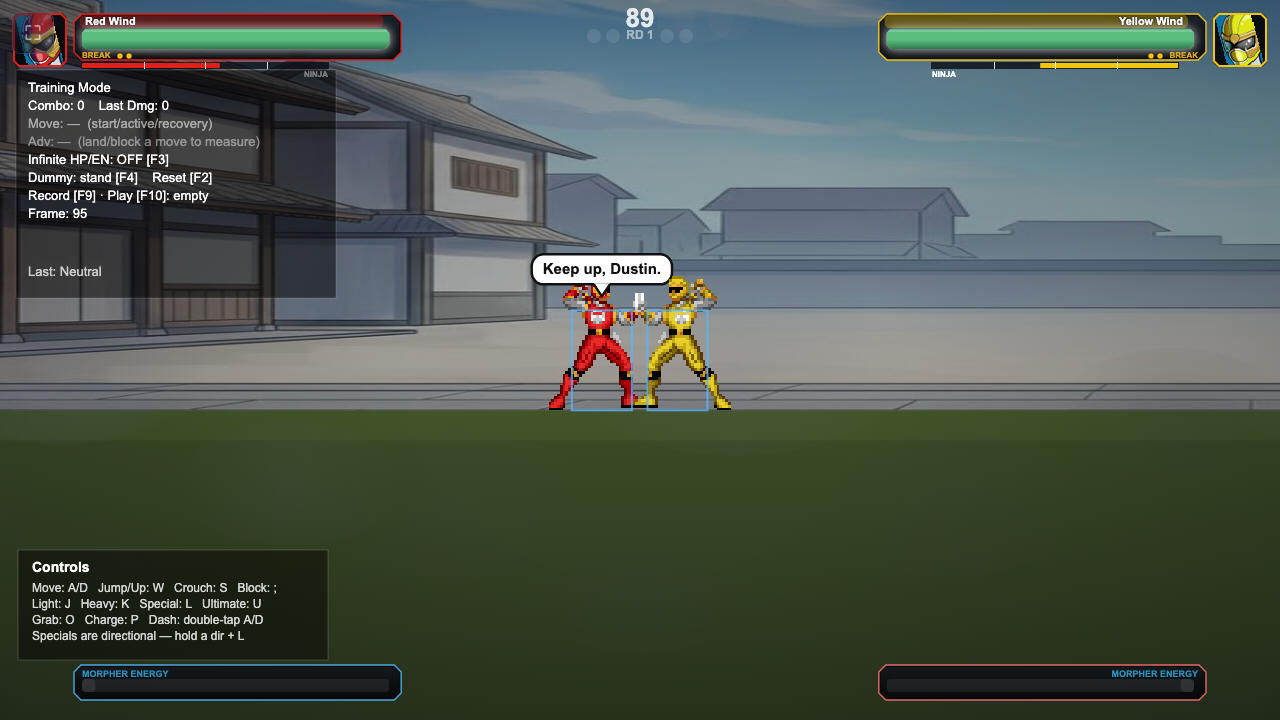 Red Wind
89
RD 1
Yellow Wind
BREAK
BREAK
NINJA
NINJA
Training Mode
Combo: 0 Last Dmg: 0
Move: — (start/active/recovery)
Adv: — (land/block a move to measure)
Infinite HP/EN: OFF [F3]
Dummy: stand [F4] Reset [F2]
Record [F9] · Play [F10]: empty
Frame: 95
Last: Neutral
Keep up, Dustin.
Controls
Move: A/D Jump/Up: W Crouch: S Block: ;
Light: J Heavy: K Special: L Ultimate: U
Grab: O Charge: P Dash: double-tap A/D
Specials are directional — hold a dir + L
MORPHER ENERGY
MORPHER ENERGY